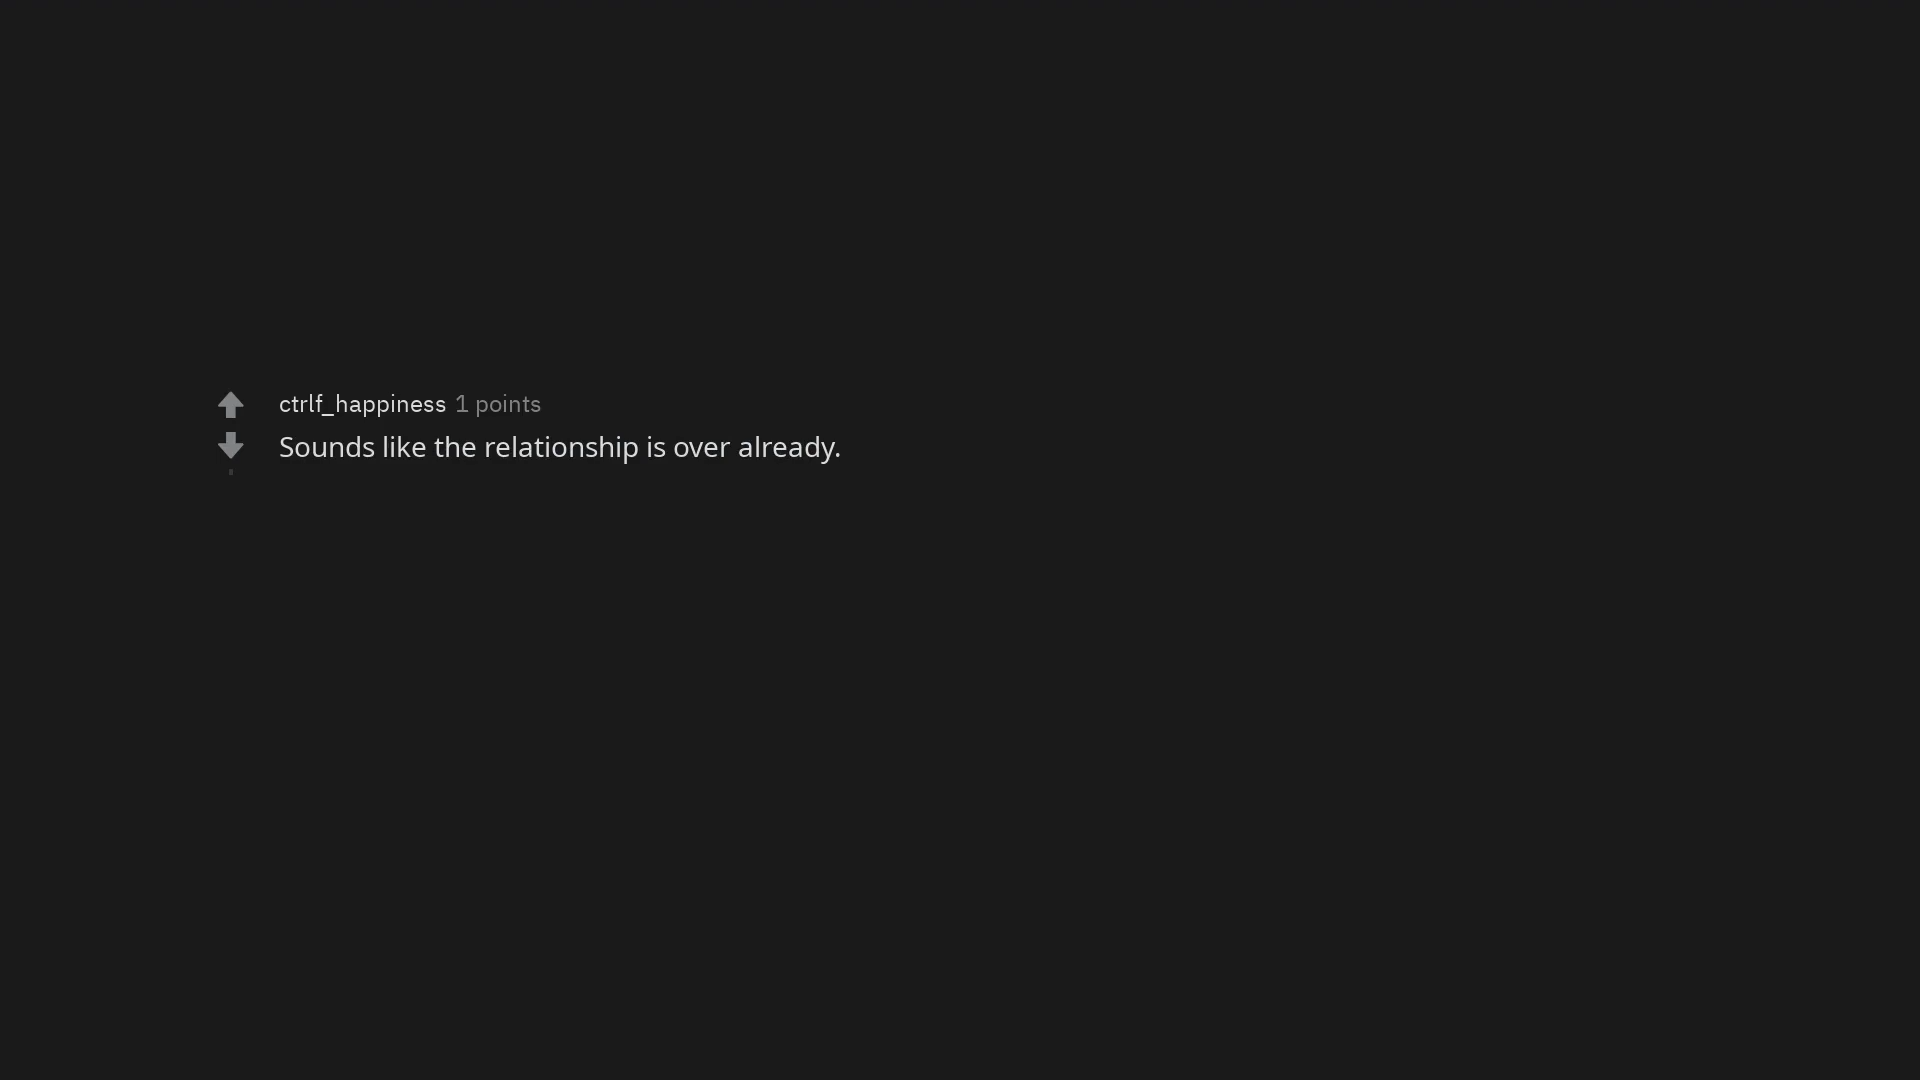 ctrlf_happiness 1 points
Sounds like the relationship is over already.